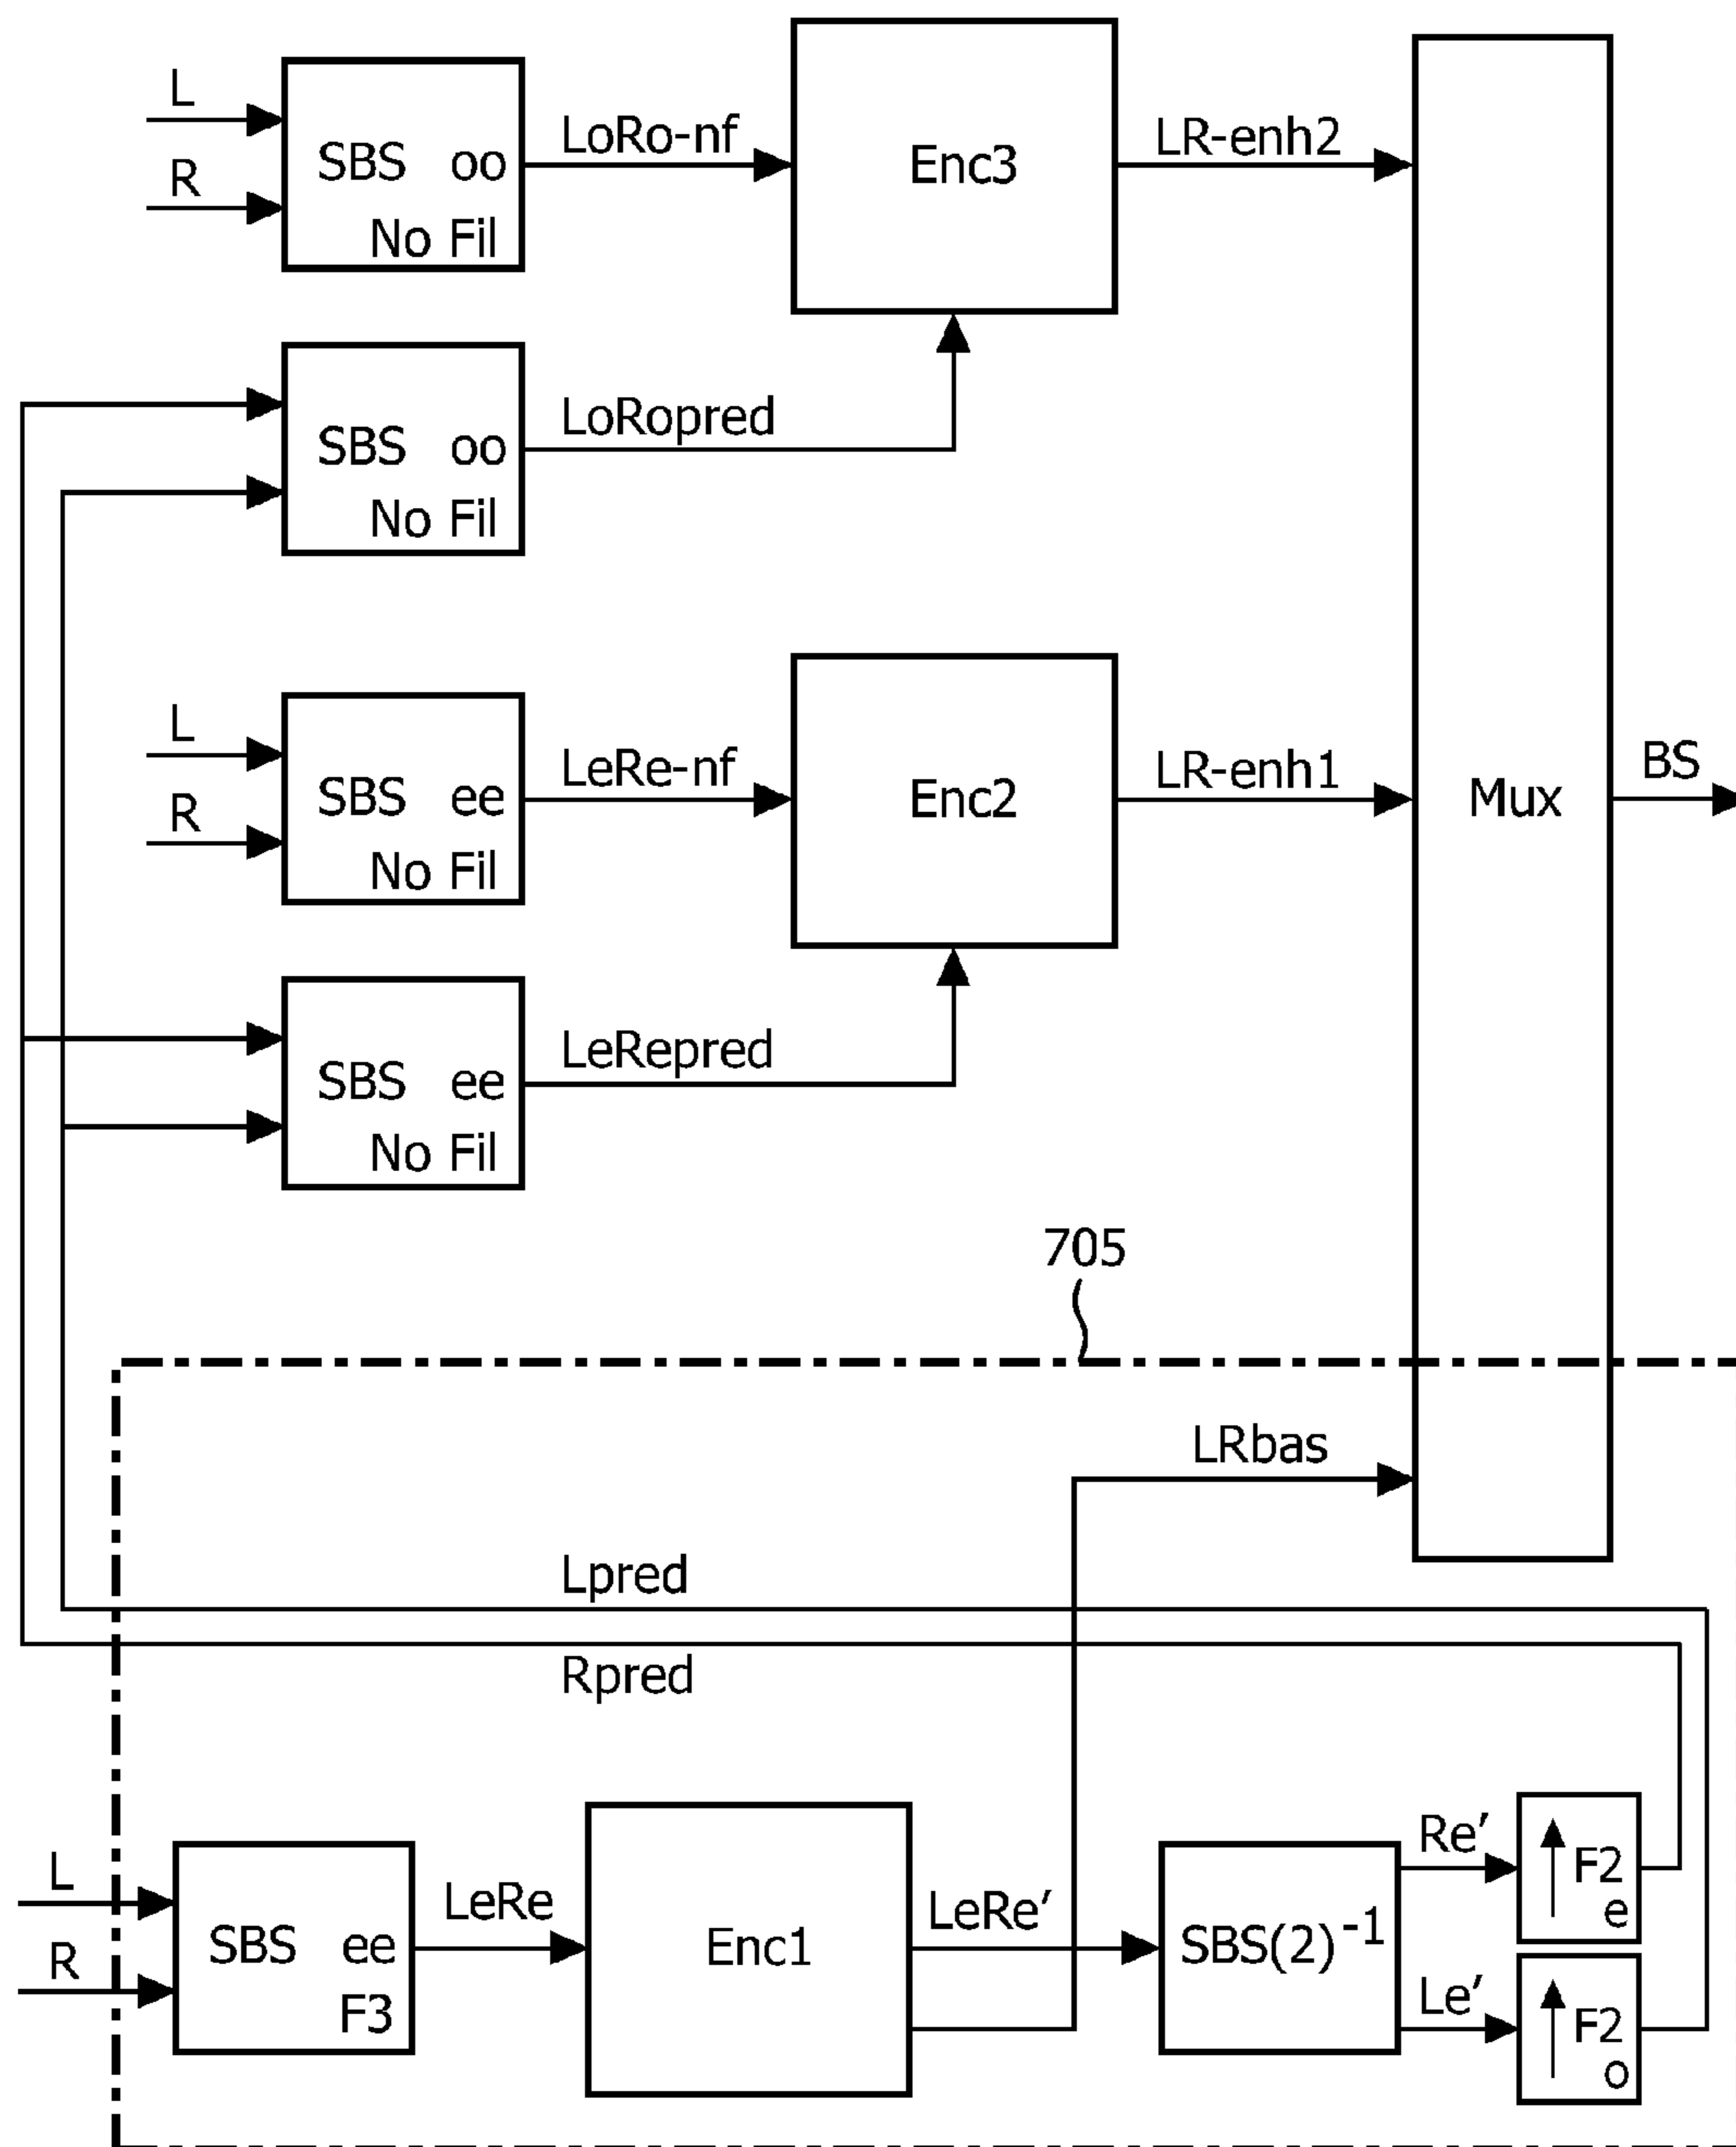 L
R
SBS oo
No Fil
LoRo-nf
Enc3
LR-enh2
SBS oo
No Fil
LoRopred
L
R
SBS ee
No Fil
LeRe-nf
Enc2
LR-enh1
Mux
BS
SBS ee
No Fil
LeRepred
705
LRbas
Lpred
Rpred
L
R
SBS ee
F3
LeRe
Enc1
LeRe'
SBS(2)-1
Re'
F2
e
Le'
F2
o